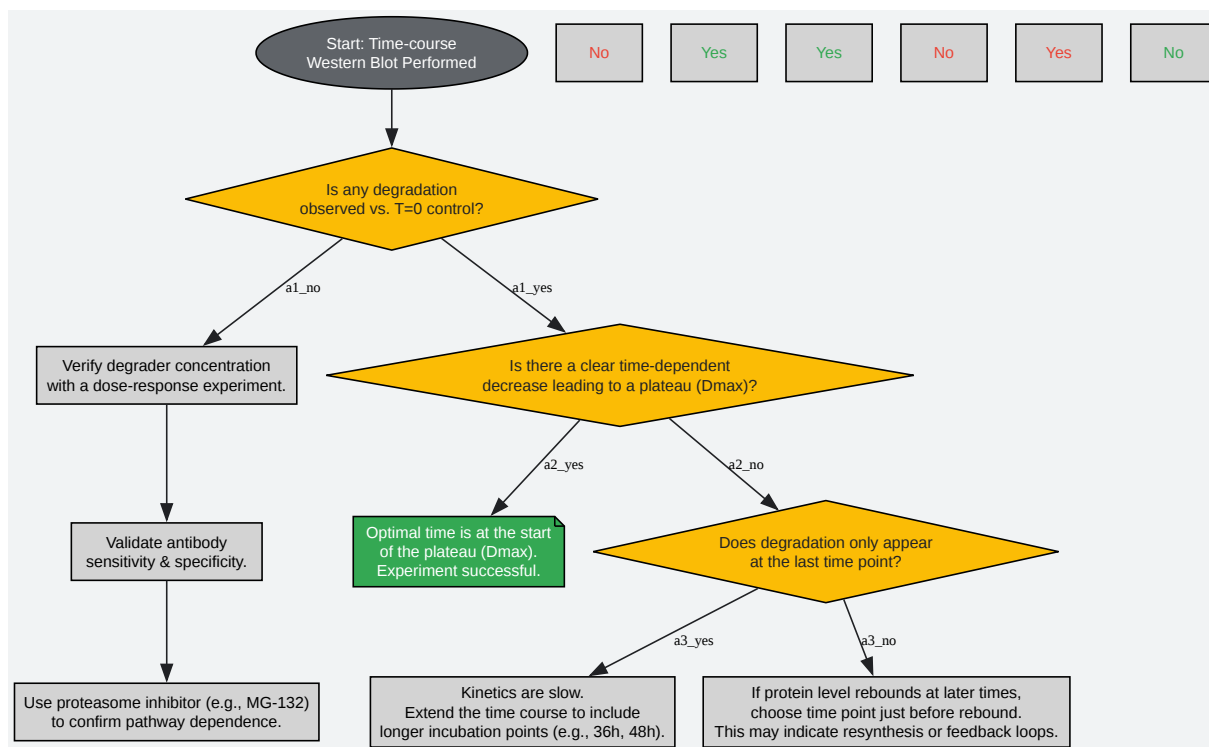 Start: Time-course
Western Blot Performed
No
Yes
Yes
No
Yes
No
Is any degradation
observed vs. T=0 control?
a1_no
a1_yes
Verify degrader concentration
with a dose-response experiment.
Is there a clear time-dependent
decrease leading to a plateau (Dmax)?
a2_yes
a2_no
Validate antibody
sensitivity & specificity.
Optimal time is at the start
of the plateau (Dmax).
Experiment successful.
Does degradation only appear
at the last time point?
a3_yes
a3_no
Use proteasome inhibitor (e.g., MG-132)
to confirm pathway dependence.
Kinetics are slow.
Extend the time course to include
longer incubation points (e.g., 36h, 48h).
If protein level rebounds at later times,
choose time point just before rebound.
This may indicate resynthesis or feedback loops.